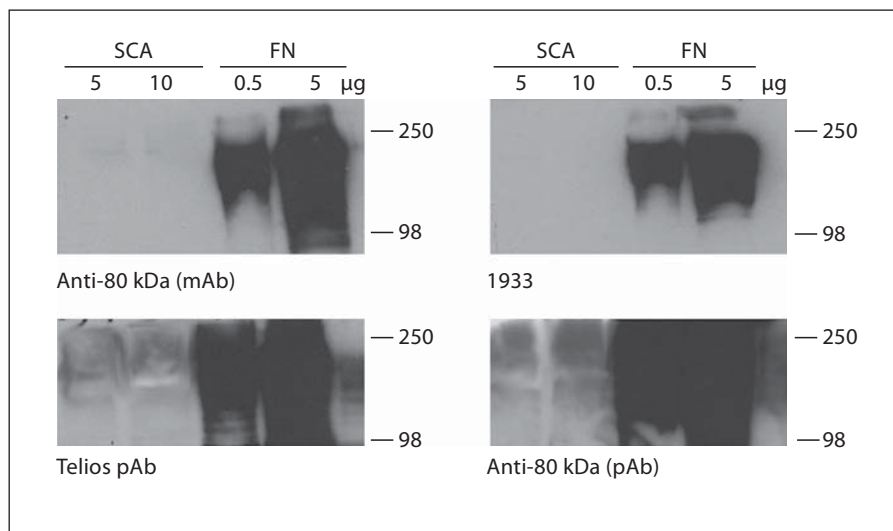 SCA FN SCA FN
5 10 0.5 5 µg 5 10 0.5 5 µg
250 250
98 98
Anti-80 kDa (mAb) 1933
250 250
98 98
Telios pAb Anti-80 kDa (pAb)